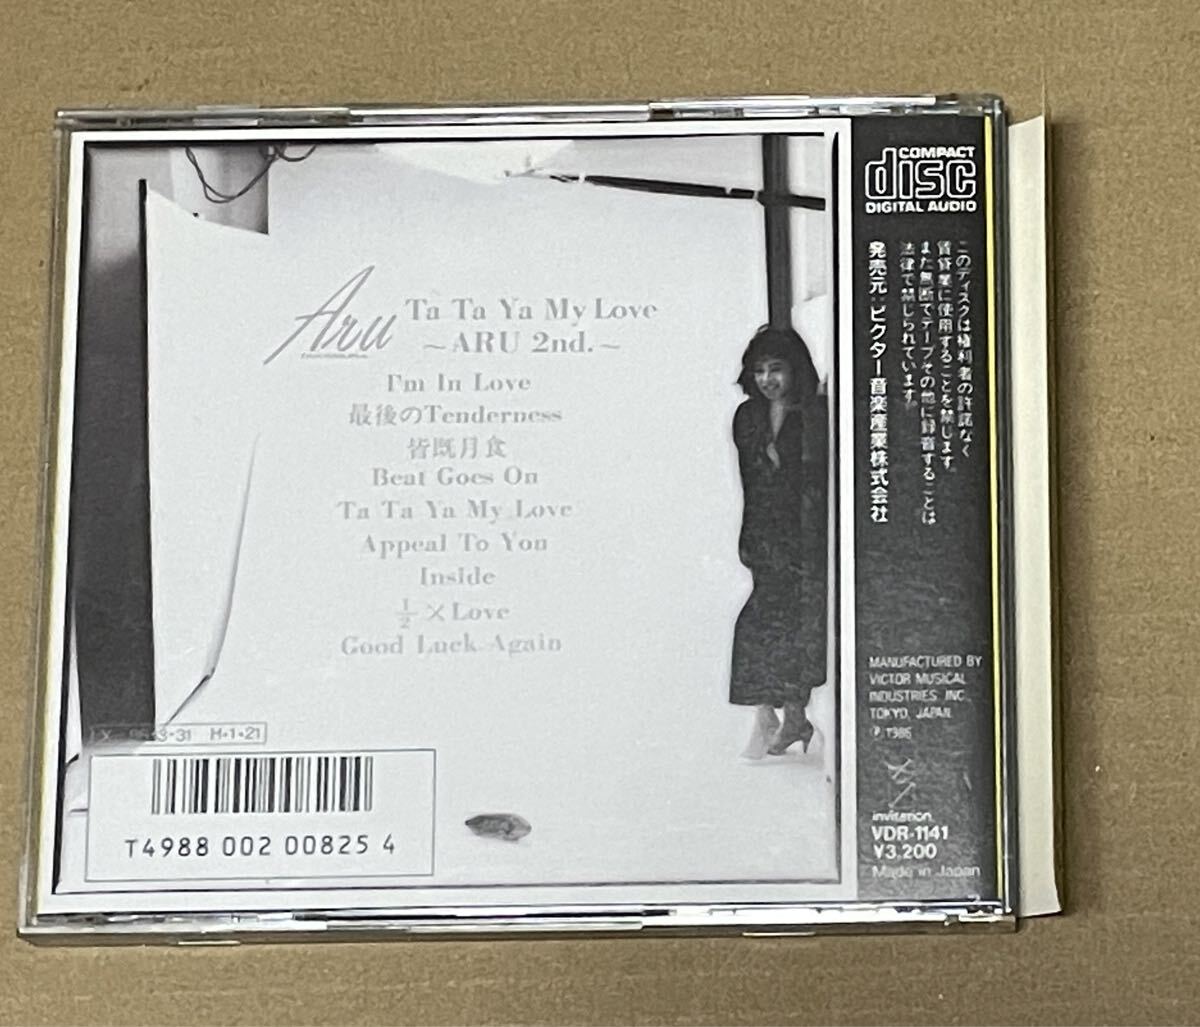 Aru
Ta Ta Ya My Love
~ARU 2nd.~
I'm In Love
最後のTenderness
皆既月食
Beat Goes On
Ta Ta Ya My Love
Appeal To You
Inside
1/2 × Love
Good Luck Again
3-31 H·1·21
T4988 002 00825 4
COMPACT
disc
DIGITAL AUDIO
このディスクは権利者の許諾なく
賃貸業に使用することを禁じます。
また無断でテープその他に録音することは
法律で禁じられています。
発売元:ビクター音楽産業株式会社
MANUFACTURED BY
VICTOR MUSICAL
INDUSTRIES, INC.,
TOKYO, JAPAN.
℗ 1986
invitation
VDR-1141
¥3,200
Made in Japan